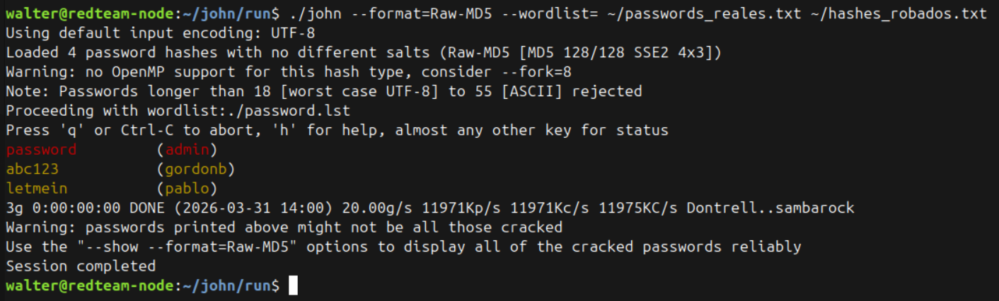 walter@redteam-node:~/john/run$ ./john --format=Raw-MD5 --wordlist= ~/passwords_reales.txt ~/hashes_robados.txt
Using default input encoding: UTF-8
Loaded 4 password hashes with no different salts (Raw-MD5 [MD5 128/128 SSE2 4x3])
Warning: no OpenMP support for this hash type, consider --fork=8
Note: Passwords longer than 18 [worst case UTF-8] to 55 [ASCII] rejected
Proceeding with wordlist:./password.lst
Press 'q' or Ctrl-C to abort, 'h' for help, almost any other key for status
password         (admin)
abc123           (gordonb)
letmein          (pablo)
3g 0:00:00:00 DONE (2026-03-31 14:00) 20.00g/s 11971Kp/s 11971Kc/s 11975KC/s Dontrell..sambarock
Warning: passwords printed above might not be all those cracked
Use the "--show --format=Raw-MD5" options to display all of the cracked passwords reliably
Session completed
walter@redteam-node:~/john/run$